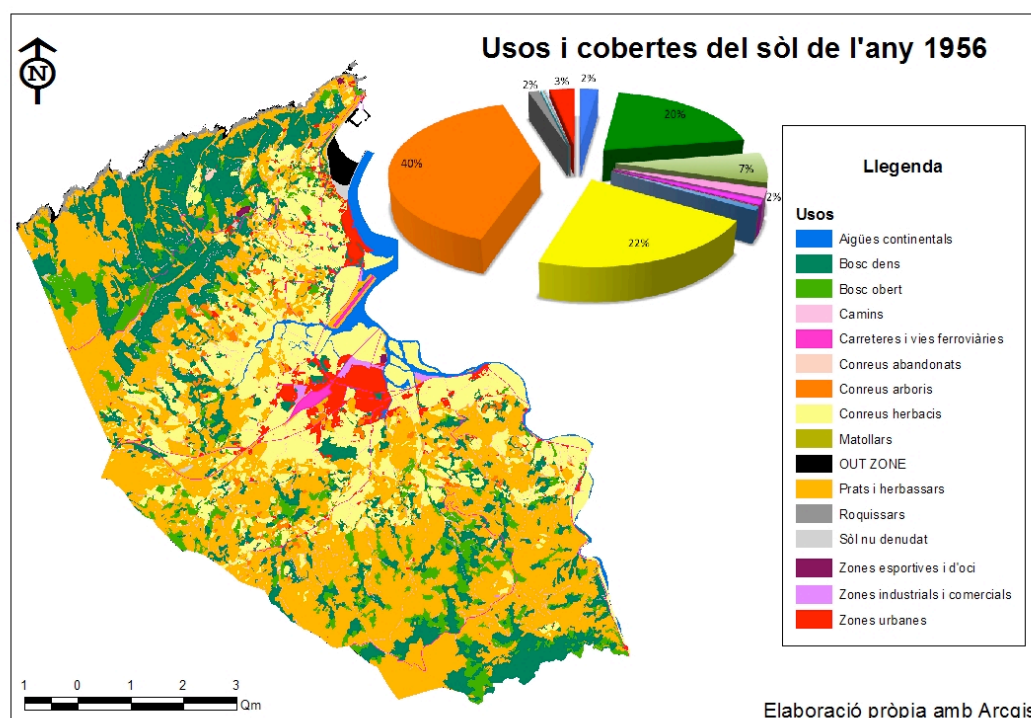 Usos i cobertes del sòl de l'any 1956
N
2%
3%
2%
20%
40%
7%
2%
22%
Llegenda
Usos
Aigües continentals
Bosc dens
Bosc obert
Camins
Carreteres i vies ferroviàries
Conreus abandonats
Conreus arboris
Conreus herbacis
Matollars
OUT ZONE
Prats i herbassars
Roquissars
Sòl nu denudat
Zones esportives i d'oci
Zones industrials i comercials
Zones urbanes
1 0 1 2 3
Qm
Elaboració pròpia amb Arcgis